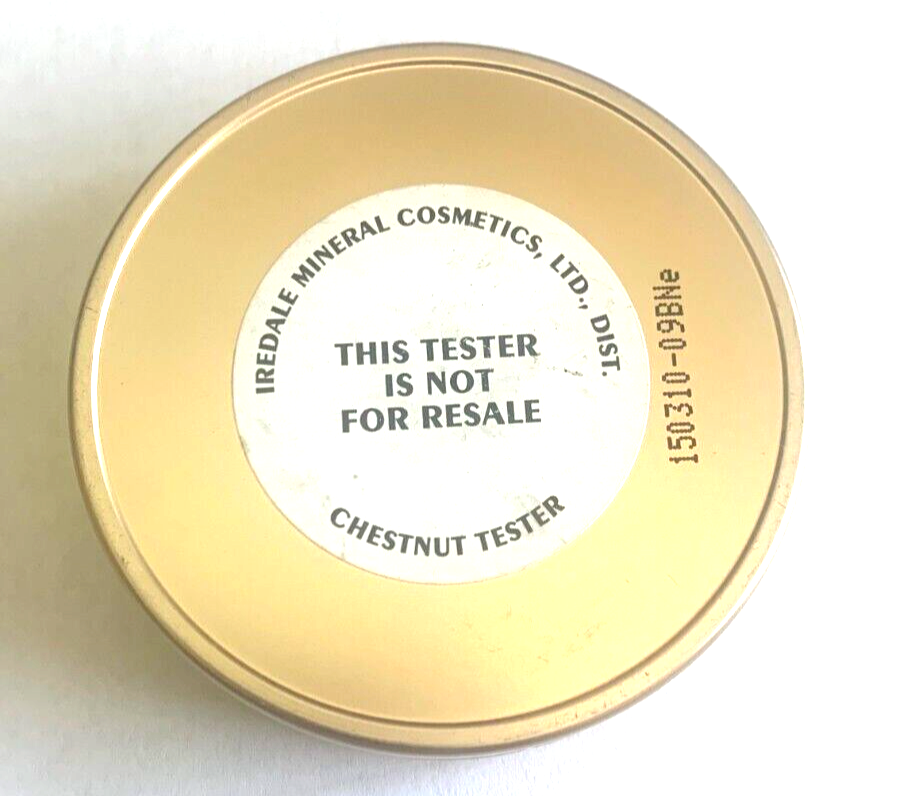 IREDALE MINERAL COSMETICS, LTD., DIST.
THIS TESTER
IS NOT
FOR RESALE
CHESTNUT TESTER
150310-09BNe